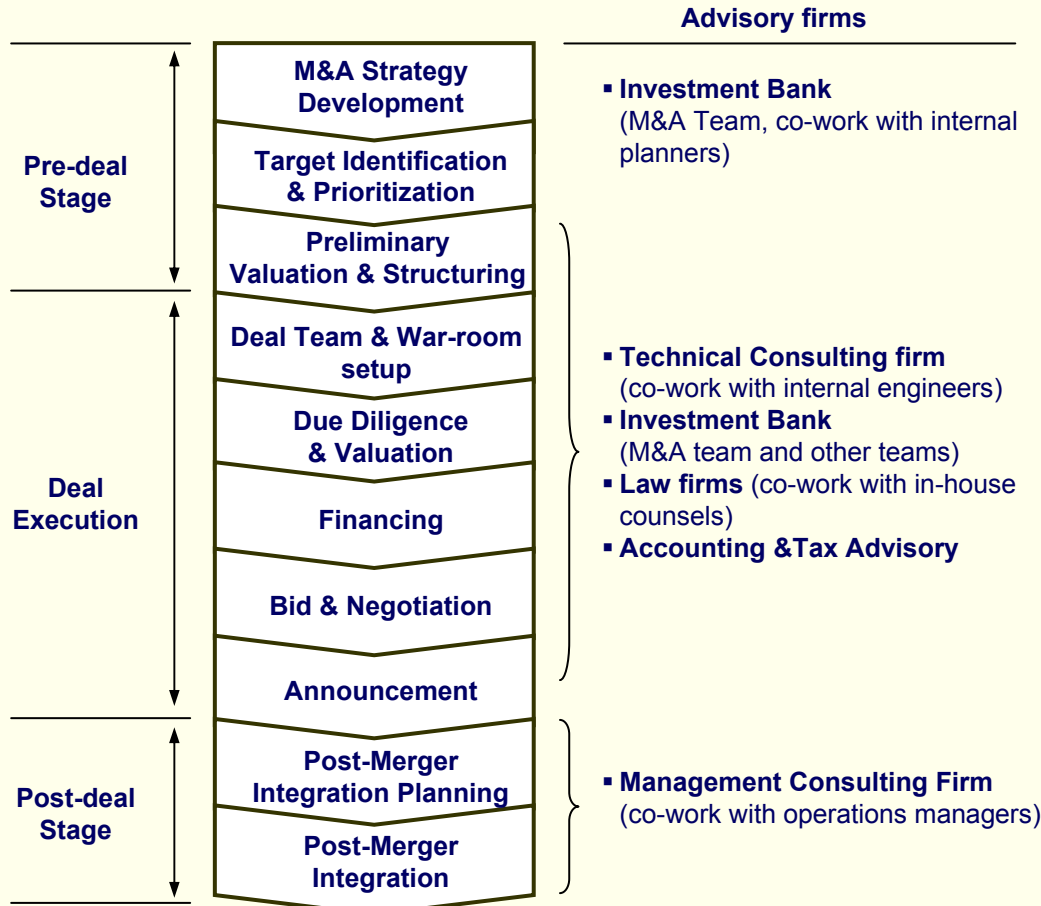 Advisory firms
Pre-deal
Stage
M&A Strategy
Development
Target Identification
& Prioritization
Preliminary
Valuation & Structuring
▪ Investment Bank
(M&A Team, co-work with internal
planners)
Deal
Execution
Deal Team & War-room
setup
Due Diligence
& Valuation
Financing
Bid & Negotiation
Announcement
▪ Technical Consulting firm
(co-work with internal engineers)
▪ Investment Bank
(M&A team and other teams)
▪ Law firms (co-work with in-house
counsels)
▪ Accounting &Tax Advisory
Post-deal
Stage
Post-Merger
Integration Planning
Post-Merger
Integration
▪ Management Consulting Firm
(co-work with operations managers)